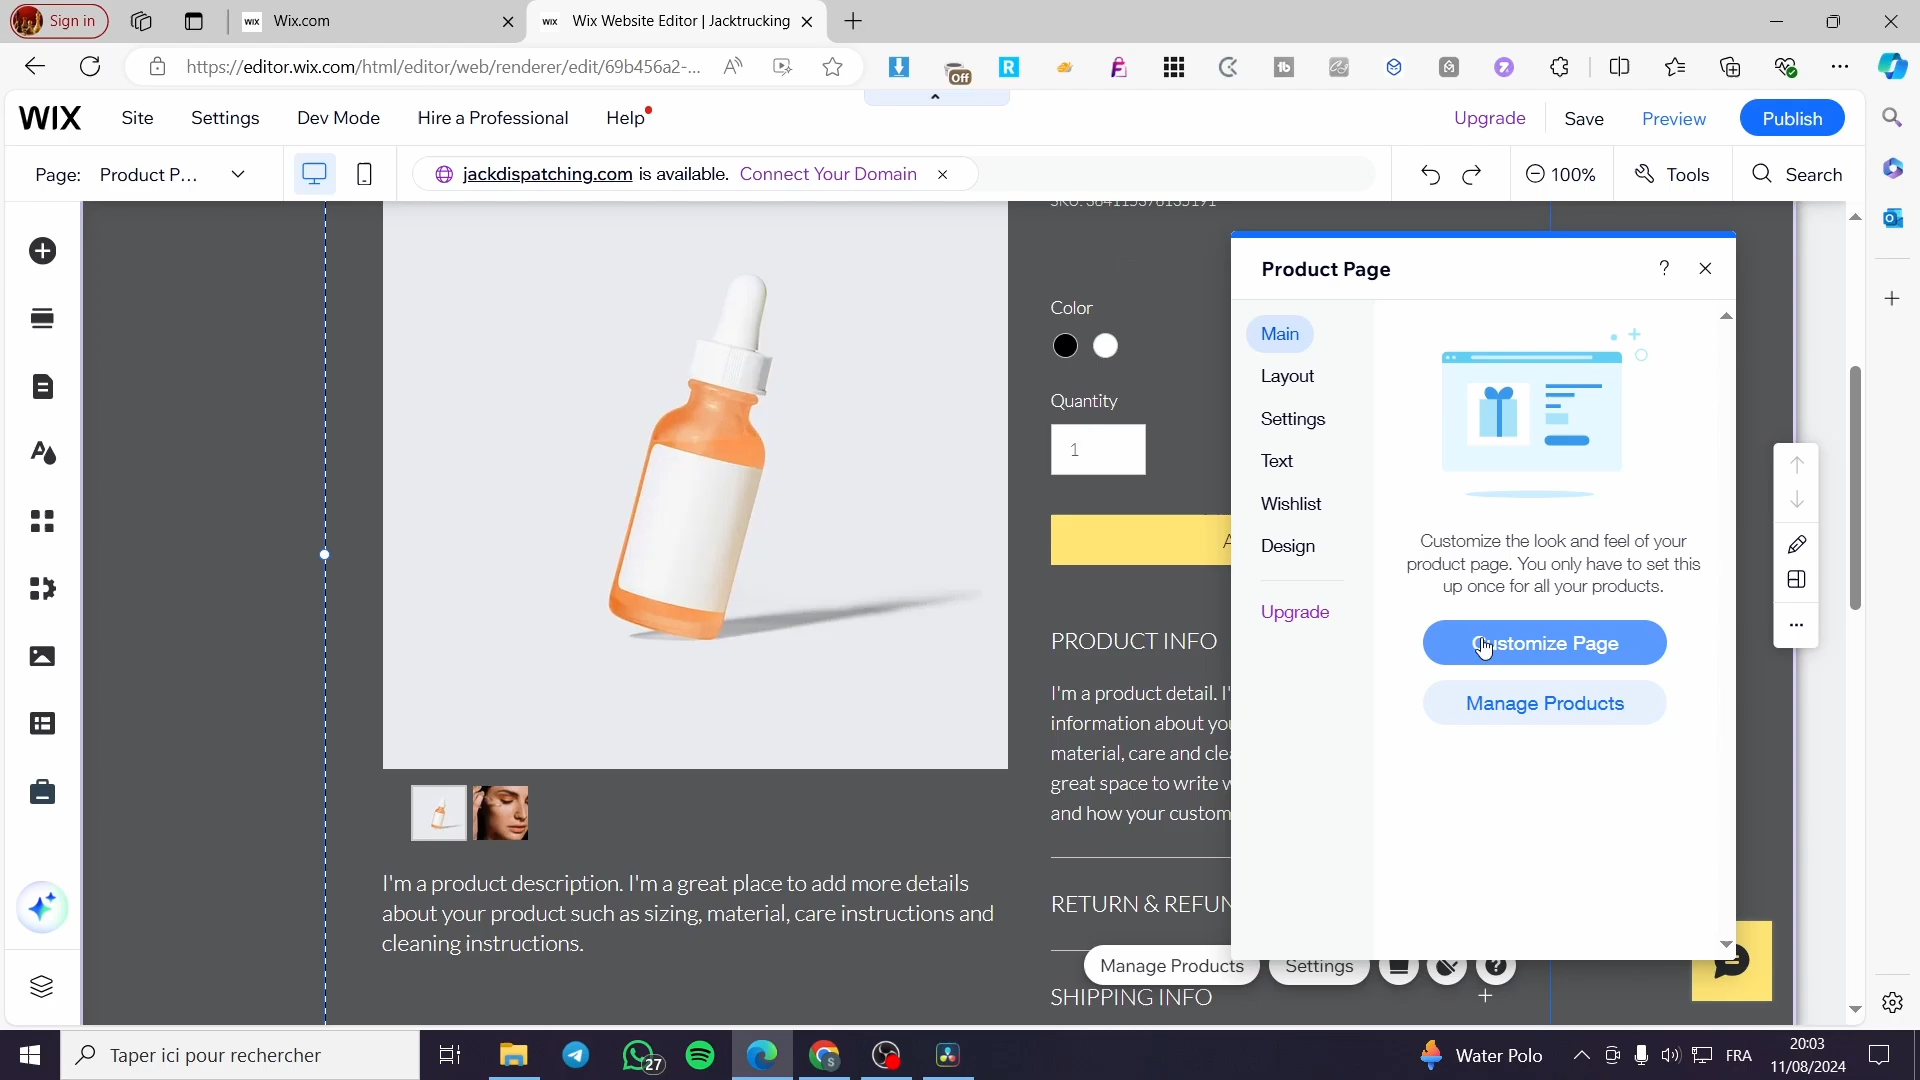 Sign in
WIX Wix.com
WIX Wix Website Editor | Jacktrucking
https://editor.wix.com/html/editor/web/renderer/edit/69b456a2-...
Off
WIX
Site
Settings
Dev Mode
Hire a Professional
Help
Upgrade
Save
Preview
Publish
Page: Product P...
jackdispatching.com is available. Connect Your Domain
100%
Tools
Search
Color
Quantity
1
PRODUCT INFO
I'm a product detail. I'
information about you
material, care and cle
great space to write w
and how your custom
RETURN & REFUN
SHIPPING INFO
I'm a product description. I'm a great place to add more details
about your product such as sizing, material, care instructions and
cleaning instructions.
Product Page
?
Main
Layout
Settings
Text
Wishlist
Design
Upgrade
Customize the look and feel of your
product page. You only have to set this
up once for all your products.
Customize Page
Manage Products
Manage Products
Settings
?
Taper ici pour rechercher
27
Water Polo
FRA
20:03
11/08/2024